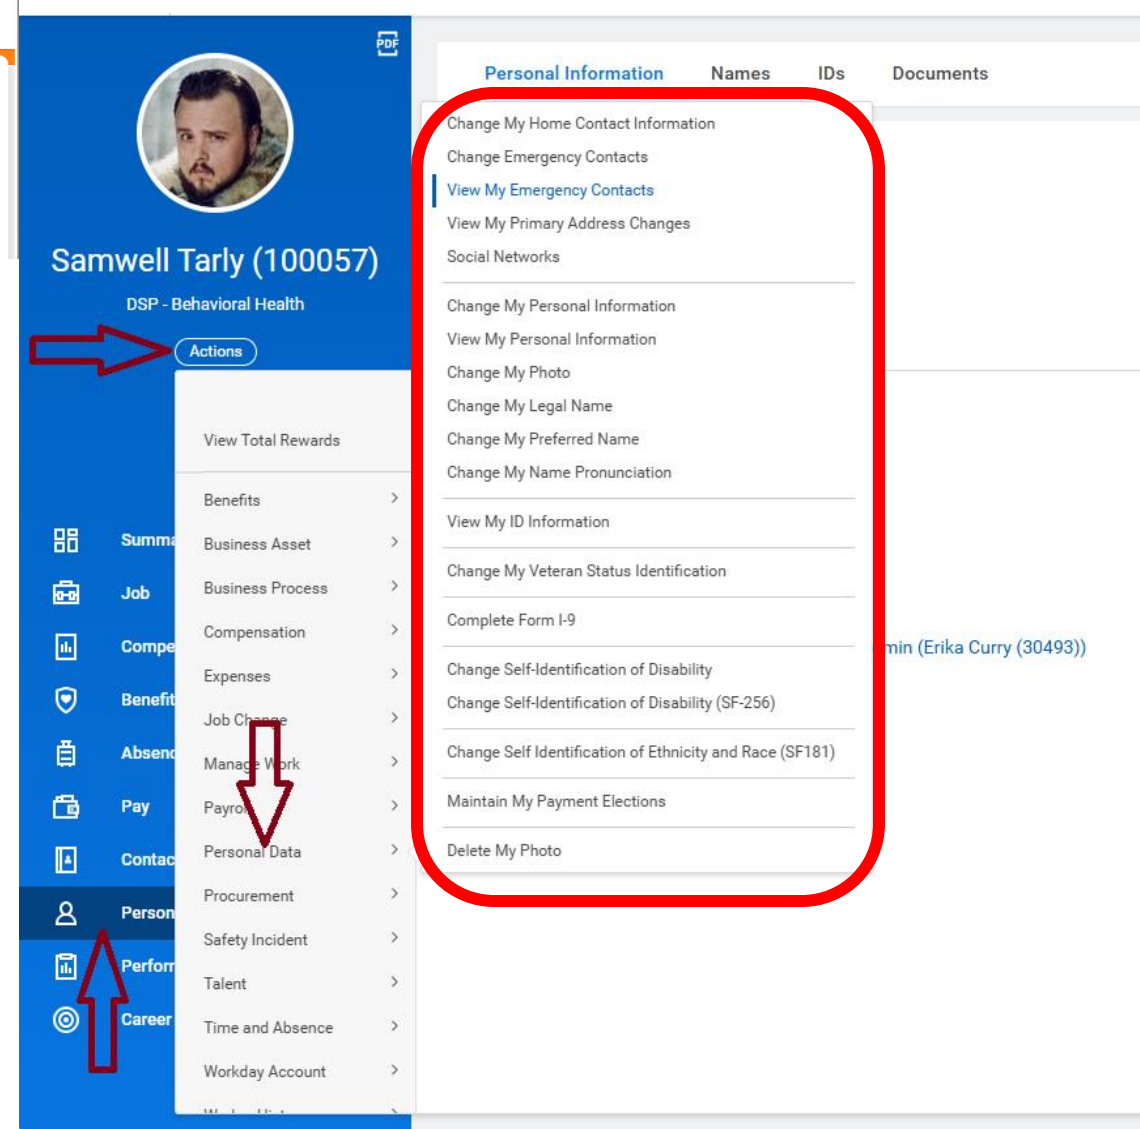 PDF
Samwell Tarly (100057)
DSP - Behavioral Health
Actions
View Total Rewards
Benefits
Business Asset
Business Process
Compensation
Expenses
Job Change
Manage Work
Payroll
Personal Data
Procurement
Safety Incident
Talent
Time and Absence
Workday Account
Summa
Job
Compe
Benefit
Absenc
Pay
Contac
Person
Perforr
Career
Personal Information Names IDs Documents
Change My Home Contact Information
Change Emergency Contacts
View My Emergency Contacts
View My Primary Address Changes
Social Networks
Change My Personal Information
View My Personal Information
Change My Photo
Change My Legal Name
Change My Preferred Name
Change My Name Pronunciation
View My ID Information
Change My Veteran Status Identification
Complete Form I-9
Change Self-Identification of Disability
Change Self-Identification of Disability (SF-256)
Change Self Identification of Ethnicity and Race (SF181)
Maintain My Payment Elections
Delete My Photo
min (Erika Curry (30493))